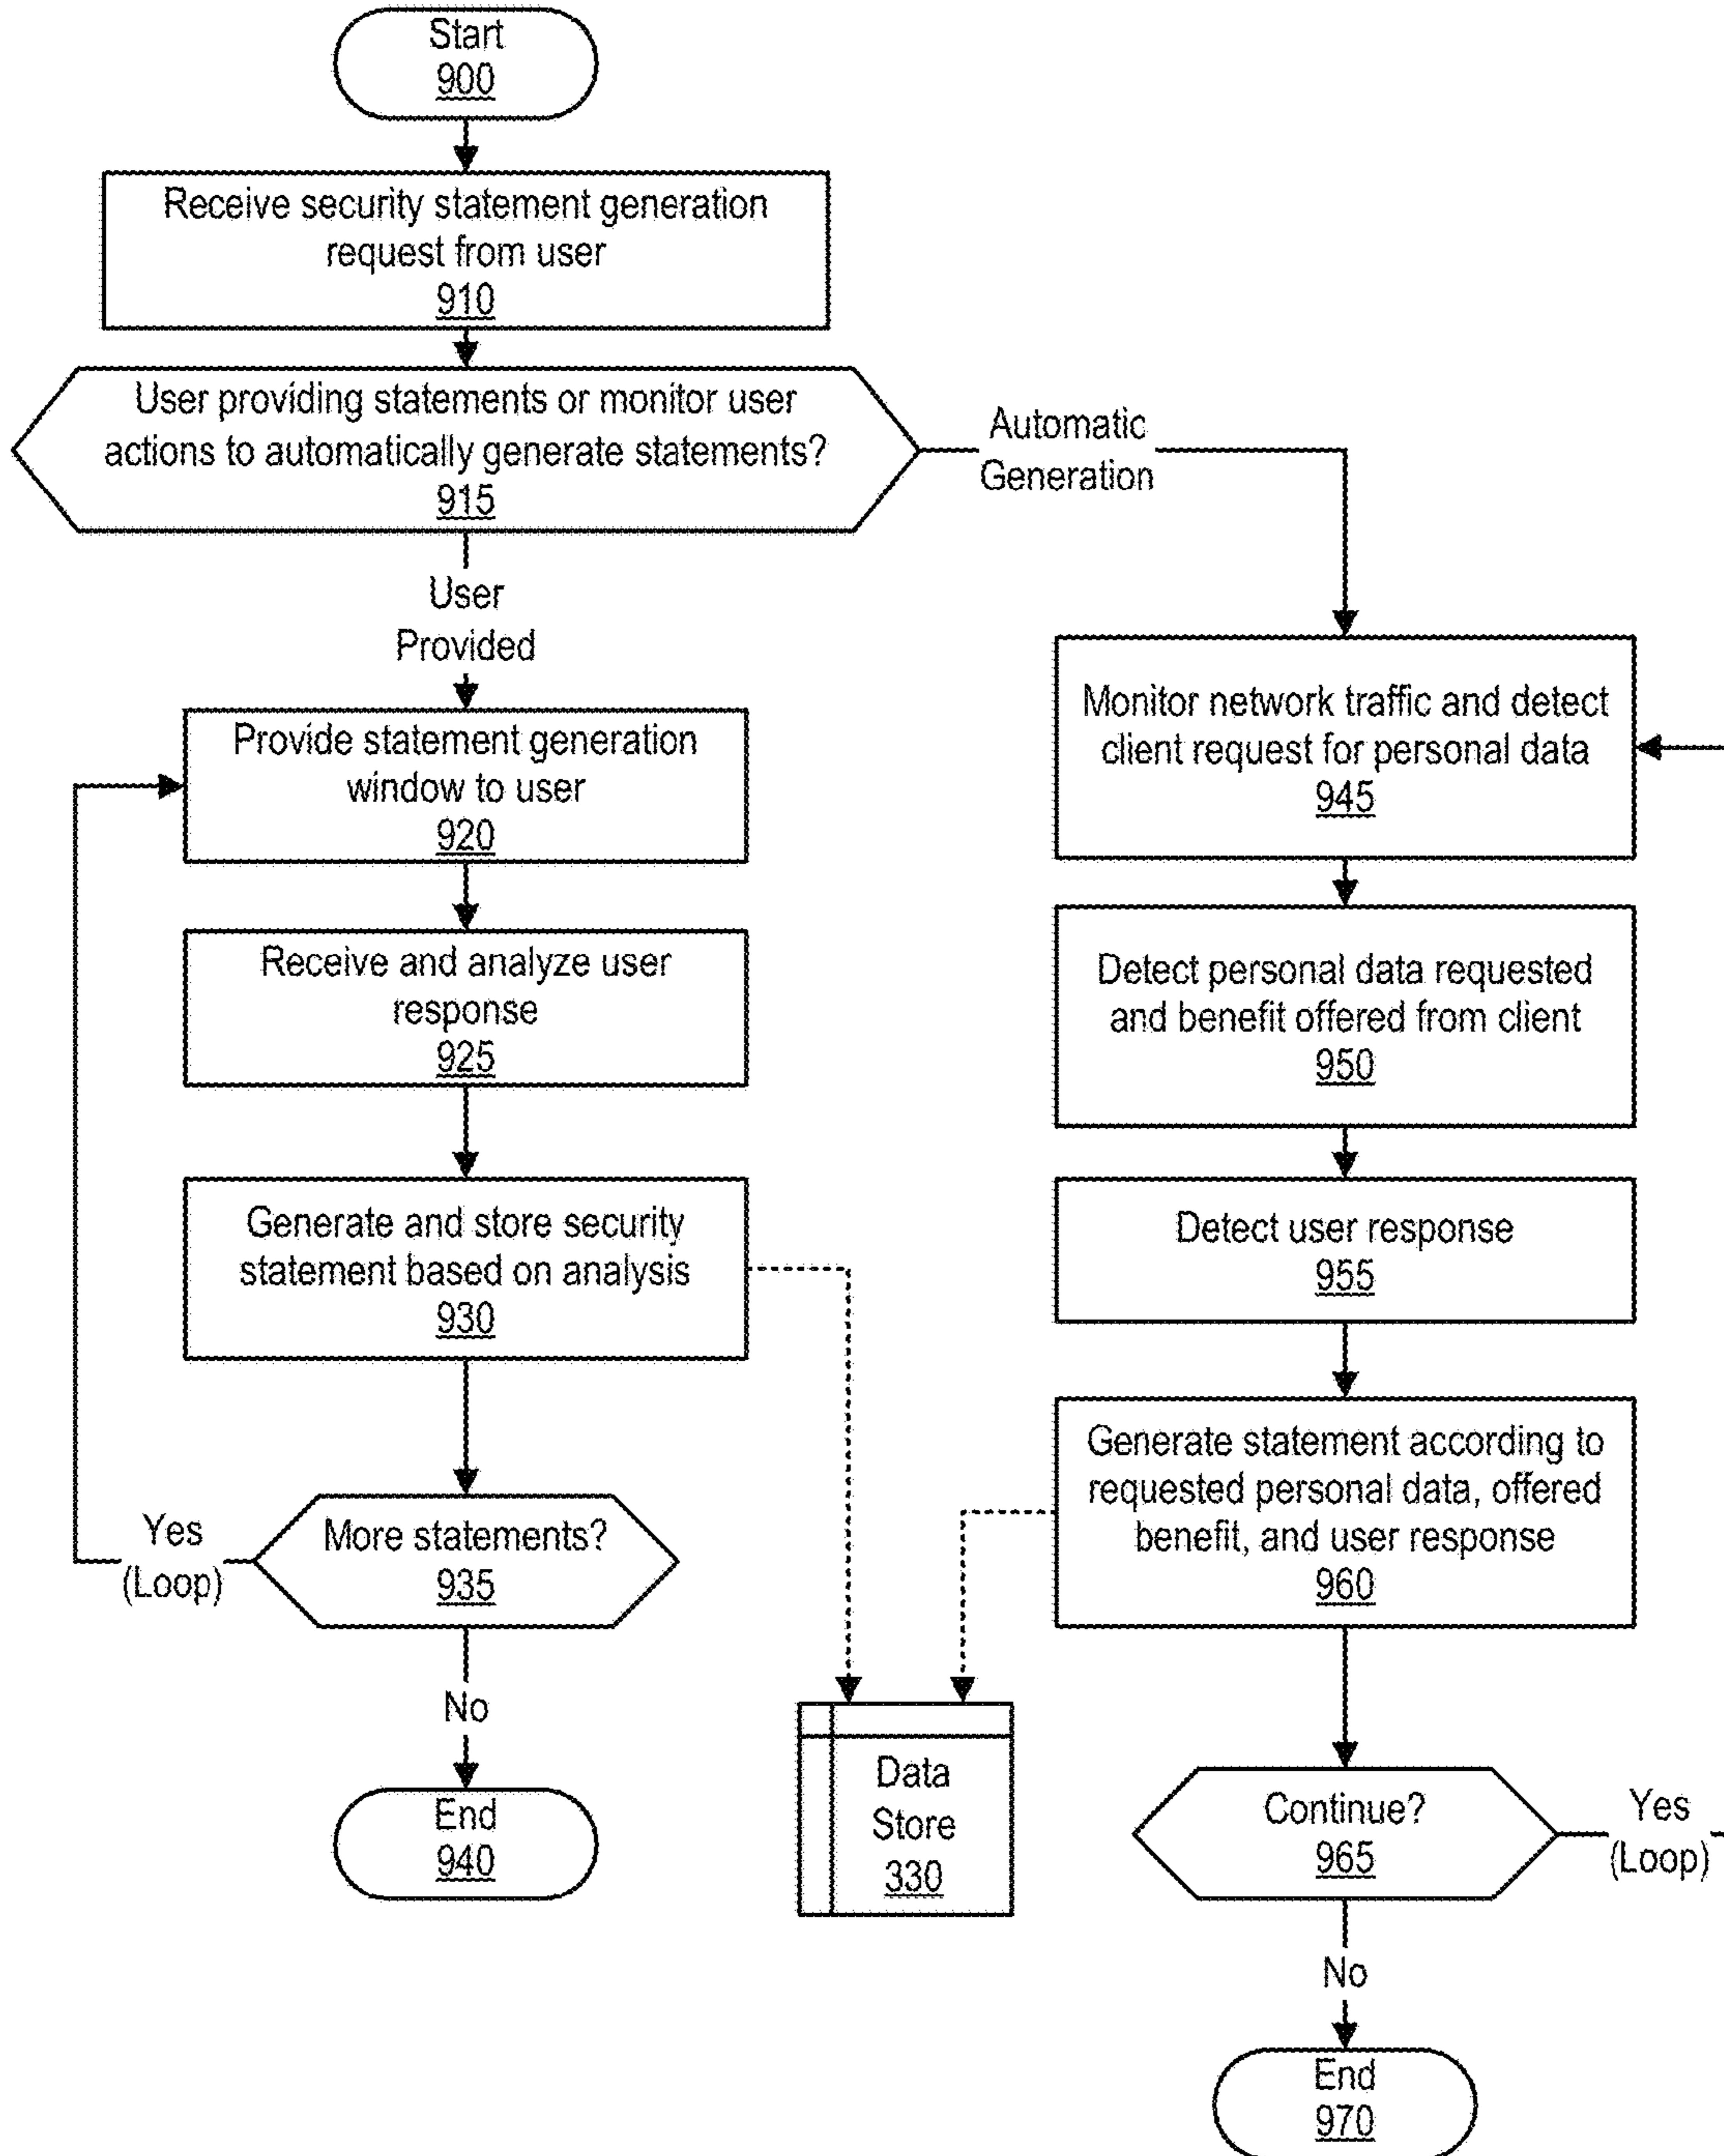 Start
900
Receive security statement generation
request from user
910
User providing statements or monitor user
actions to automatically generate statements?
915
Automatic
Generation
User
Provided
Provide statement generation
window to user
920
Receive and analyze user
response
925
Generate and store security
statement based on analysis
930
More statements?
935
Yes
(Loop)
No
End
940
Data
Store
330
Monitor network traffic and detect
client request for personal data
945
Detect personal data requested
and benefit offered from client
950
Detect user response
955
Generate statement according to
requested personal data, offered
benefit, and user response
960
Continue?
965
Yes
(Loop)
No
End
970